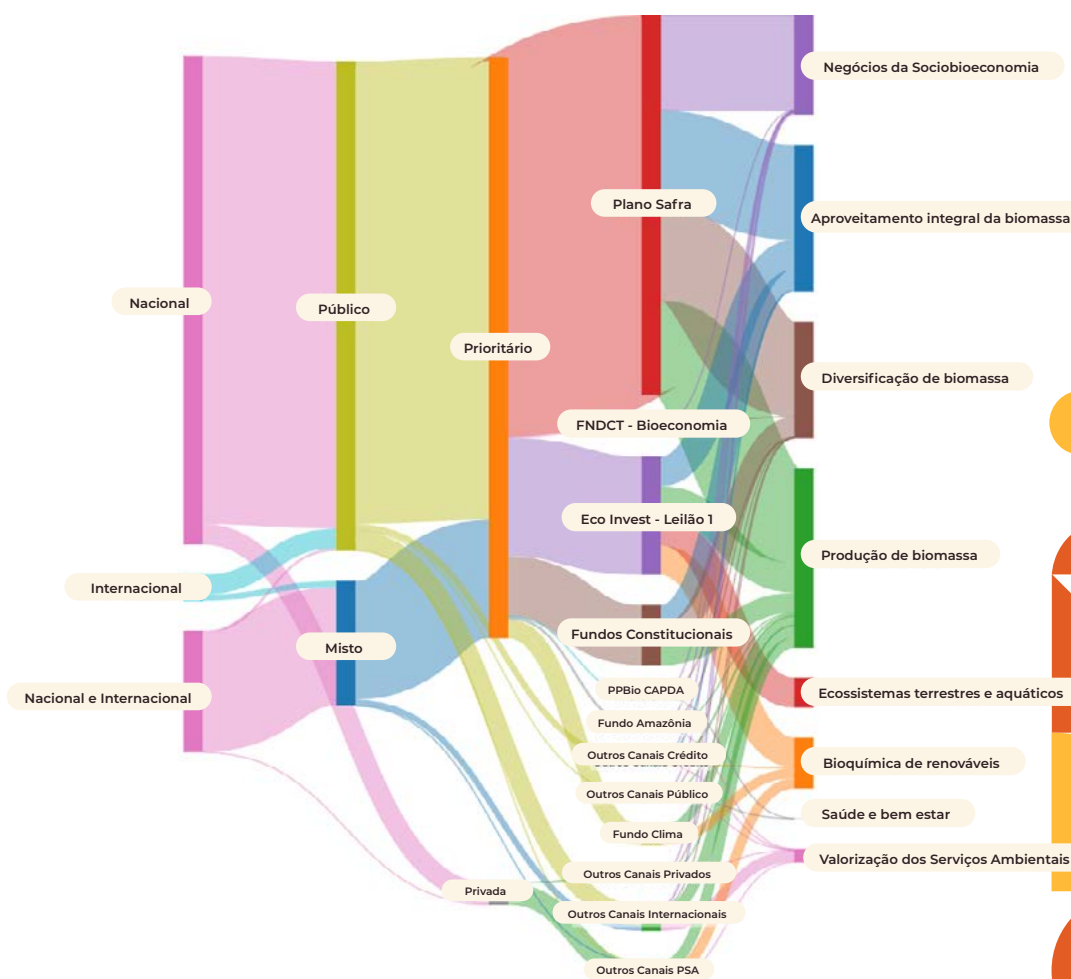 Negócios da Sociobioeconomia
Plano Safra
Aproveitamento integral da biomassa
Nacional
Público
Prioritário
Diversificação de biomassa
FNDCT - Bioeconomia
Eco Invest - Leilão 1
Produção de biomassa
Internacional
Fundos Constitucionais
Misto
Nacional e Internacional
PPBio CAPDA
Ecossistemas terrestres e aquáticos
Fundo Amazônia
Outros Canais Crédito
Bioquímica de renováveis
Outros Canais Público
Saúde e bem estar
Fundo Clima
Valorização dos Serviços Ambientais
Outros Canais Privados
Privada
Outros Canais Internacionais
Outros Canais PSA